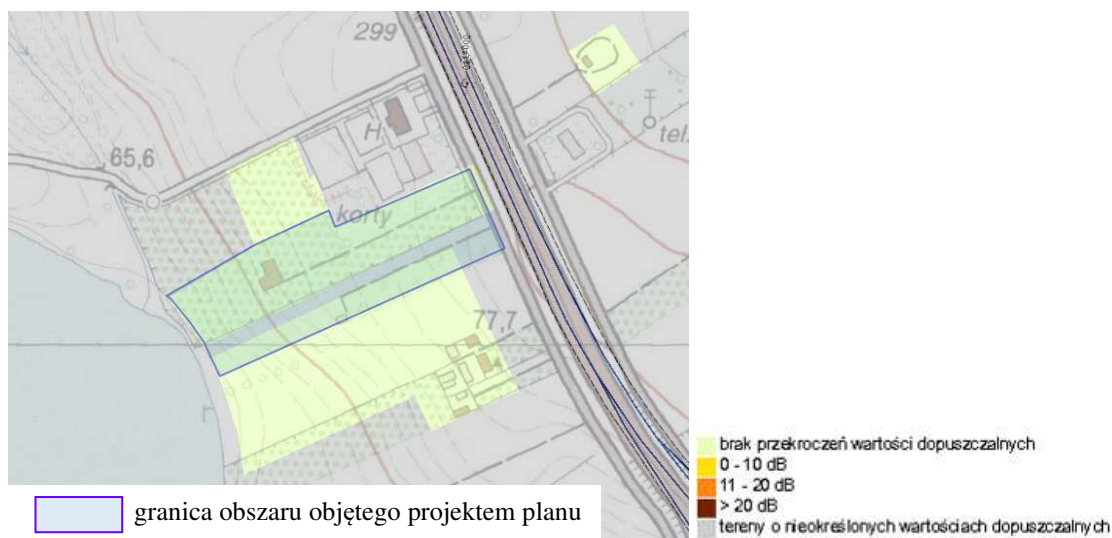 299
H
tel.
65,6
korty
77,7
r
brak przekroczeń wartości dopuszczalnych
0 - 10 dB
11 - 20 dB
> 20 dB
tereny o nieokreślonych wartościach dopuszczalnych
granica obszaru objętego projektem planu